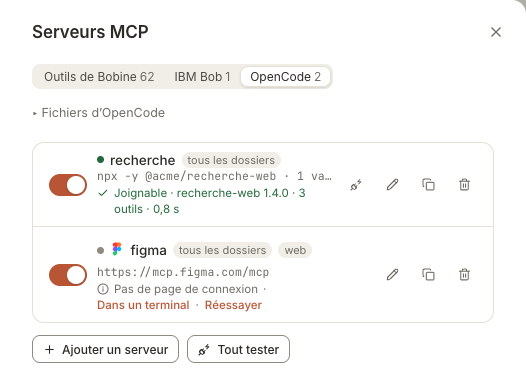 Serveurs MCP
Outils de Bobine 62 IBM Bob 1 OpenCode 2
▸ Fichiers d’OpenCode
recherche tous les dossiers
npx -y @acme/recherche-web · 1 va…
Joignable · recherche-web 1.4.0 · 3
outils · 0,8 s
figma tous les dossiers web
https://mcp.figma.com/mcp
Pas de page de connexion ·
Dans un terminal · Réessayer
Ajouter un serveur Tout tester